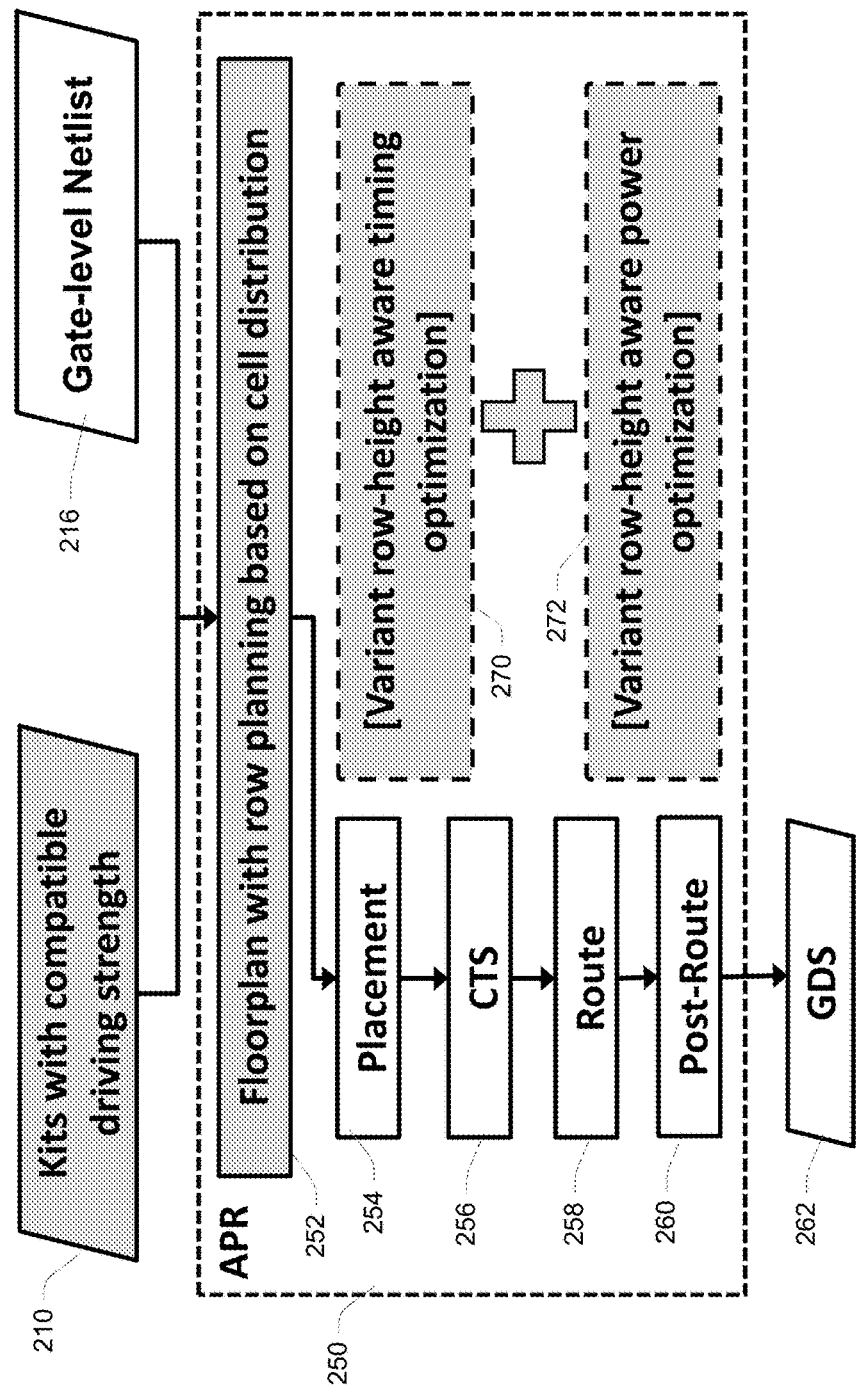 Kits with compatible
driving strength
210
Gate-level Netlist
216
APR
250
Floorplan with row planning based on cell distribution
252
Placement
254
CTS
256
Route
258
Post-Route
260
[Variant row-height aware timing
optimization]
270
[Variant row-height aware power
optimization]
272
GDS
262